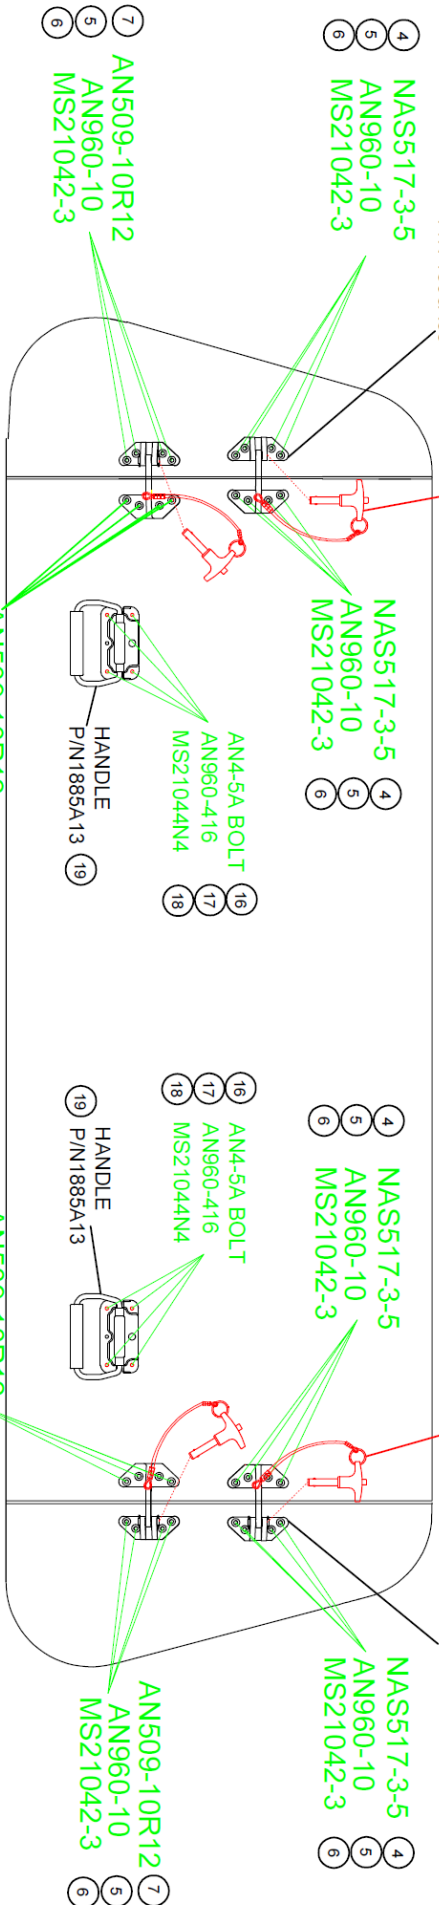 4 NAS517-3-5
5 AN960-10
6 MS21042-3
NAS517-3-5 4
AN960-10 5
MS21042-3 6
4 NAS517-3-5
5 AN960-10
6 MS21042-3
NAS517-3-5 4
AN960-10 5
MS21042-3 6
7 AN509-10R12
5 AN960-10
6 MS21042-3
AN4-5A BOLT 16
AN960-416 17
MS21044N4 18
HANDLE
P/N1885A13 19
16 AN4-5A BOLT
17 AN960-416
18 MS21044N4
HANDLE
19 P/N1885A13
AN509-10R12 7
AN960-10 5
MS21042-3 6